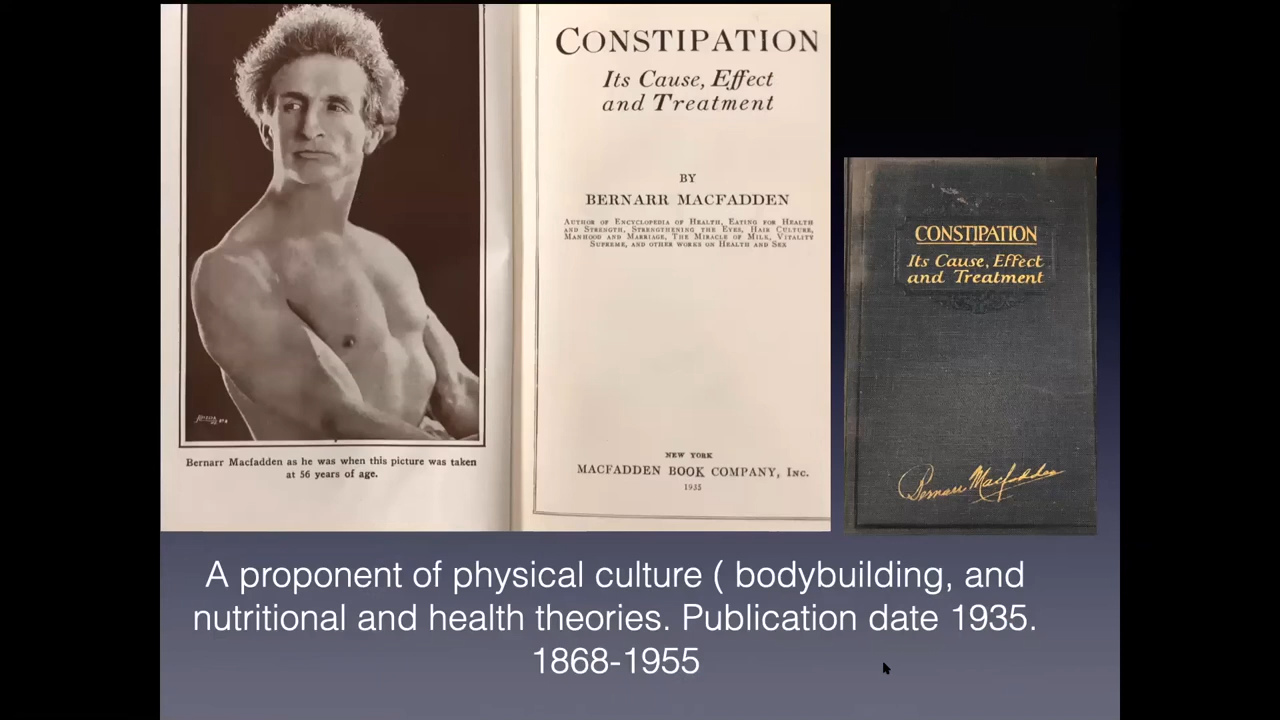 Bernarr Macfadden as he was when this picture was taken
at 56 years of age.
CONSTIPATION
Its Cause, Effect
and Treatment
BY
BERNARR MACFADDEN
AUTHOR OF ENCYCLOPEDIA OF HEALTH, EATING FOR HEALTH
AND STRENGTH, STRENGTHENING THE EYES, HAIR CULTURE,
MANHOOD AND MARRIAGE, THE MIRACLE OF MILK, VITALITY
SUPREME, AND OTHER WORKS ON HEALTH AND SEX
NEW YORK
MACFADDEN BOOK COMPANY, INC.
1935
CONSTIPATION
Its Cause, Effect
and Treatment
Bernarr Macfadden
A proponent of physical culture ( bodybuilding, and
nutritional and health theories. Publication date 1935.
1868-1955